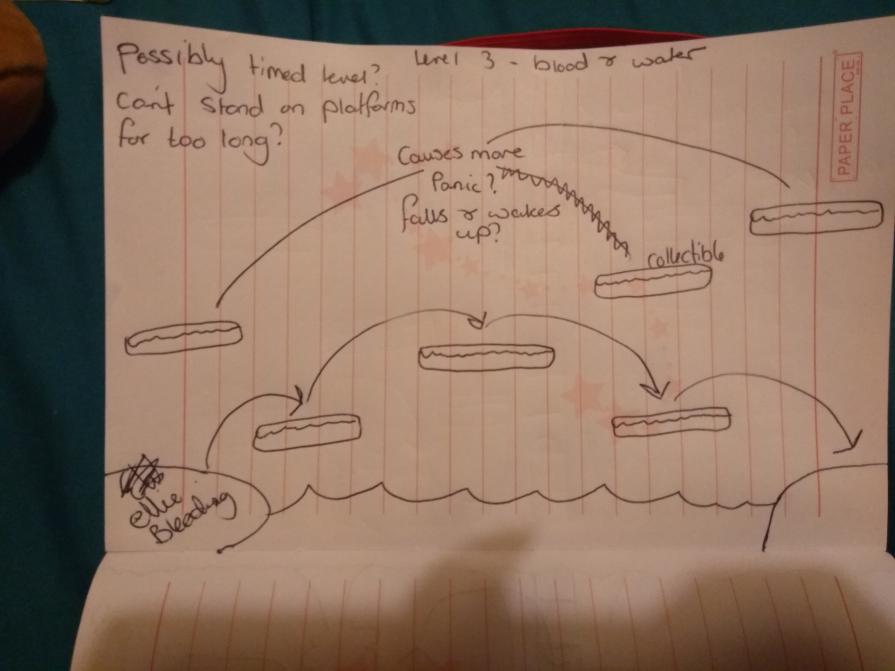 Possibly timed level?
Can't Stand on platforms
for too long?
Level 3 - blood & water
PAPER PLACE
Causes more
Panic?
falls & wakes
up?
collectible
ellie
Bleeding